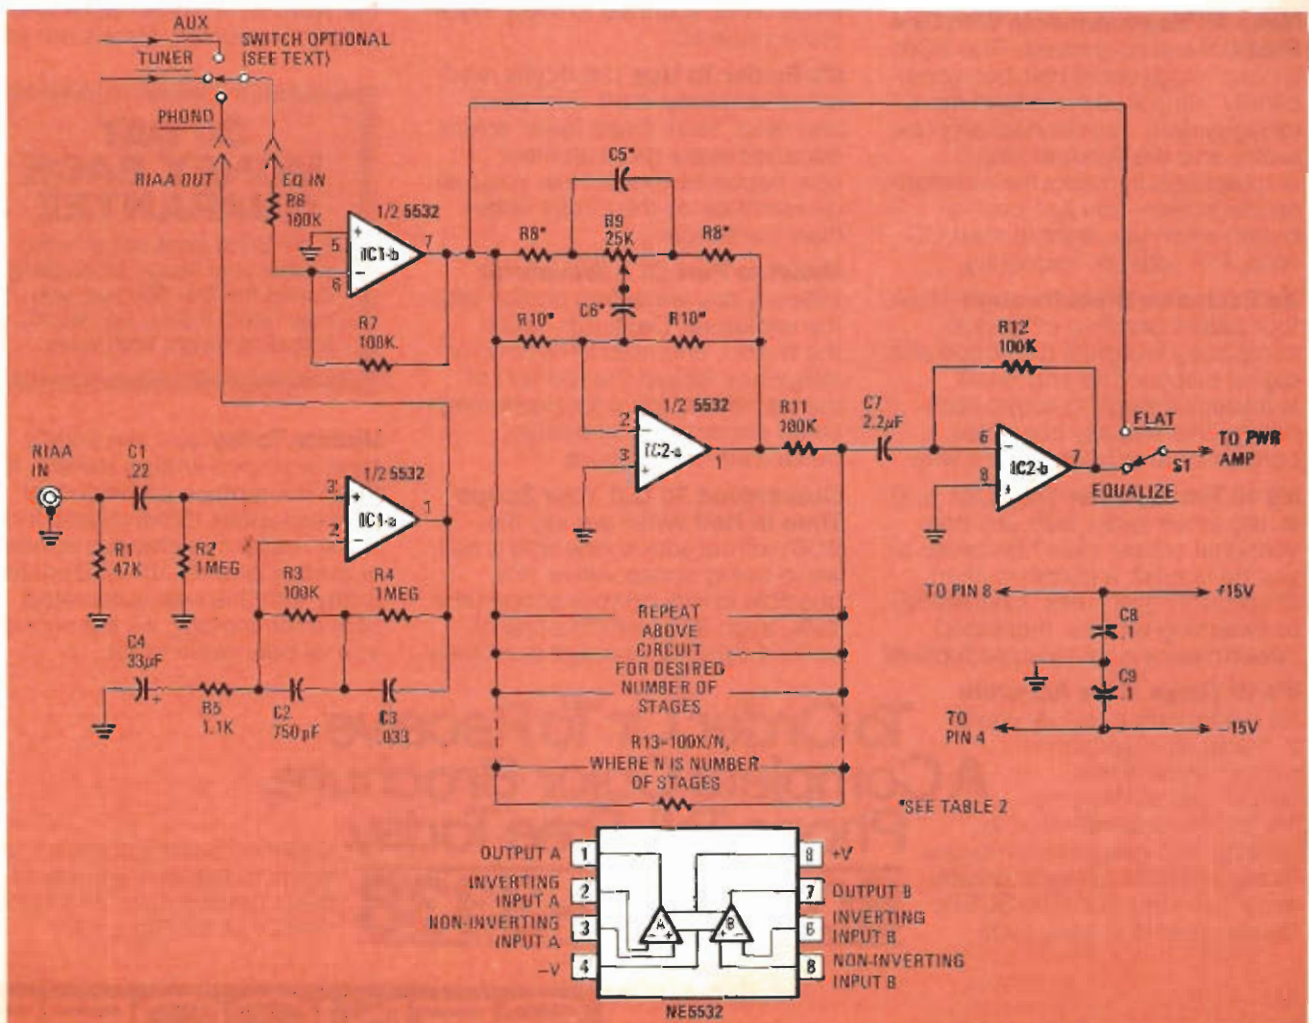 AUX
SWITCH OPTIONAL
(SEE TEXT)
TUNER
PHONO
RIAA OUT
EQ IN
R6
100K
1/2 5532
+
5
IC1-b
7
−
6
R7
100K
C5*
R8*
R9
25K
R8*
C6*
R10*
R10*
1/2 5532
2
−
IC2-a
3
+
1
R11
100K
C7
2.2µF
R12
100K
6
−
IC2-b
7
8
+
FLAT
S1
TO PWR
AMP
EQUALIZE
RIAA
IN
C1
.22
1/2 5532
3
+
IC1-a
1
2
−
R1
47K
R2
1MEG
R3
100K
R4
1MEG
C4
33µF
+
R5
1.1K
C2
750pF
C3
.033
REPEAT
ABOVE
CIRCUIT
FOR DESIRED
NUMBER OF
STAGES
R13=100K/N,
WHERE N IS NUMBER
OF STAGES
TO PIN 8
+15V
C8
.1
C9
.1
TO
PIN 4
−15V
*SEE TABLE 2
OUTPUT A 1
INVERTING
INPUT A 2
NON-INVERTING
INPUT A 3
−V 4
A
B
8 +V
7 OUTPUT B
6 INVERTING
INPUT B
8 NON-INVERTING
INPUT B
NE5532